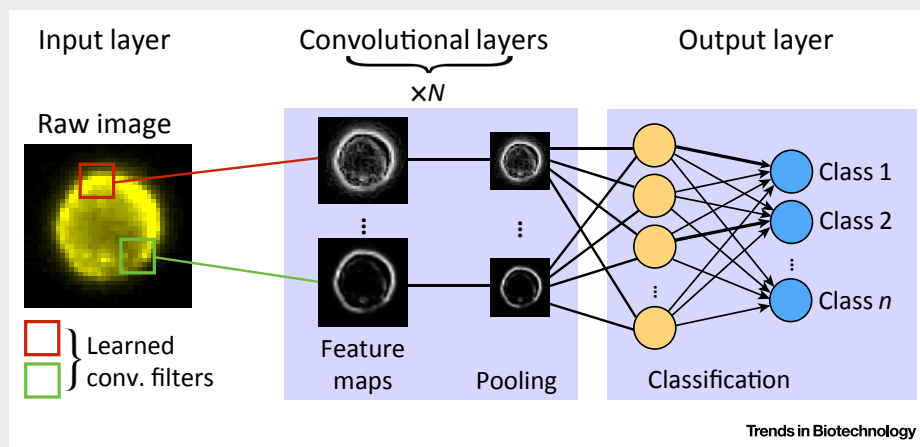 Input layer
Convolutional layers
Output layer
×N
Raw image
Class 1
Class 2
...
Class n
Learned
conv. filters
Feature
maps
Pooling
Classification
Trends in Biotechnology